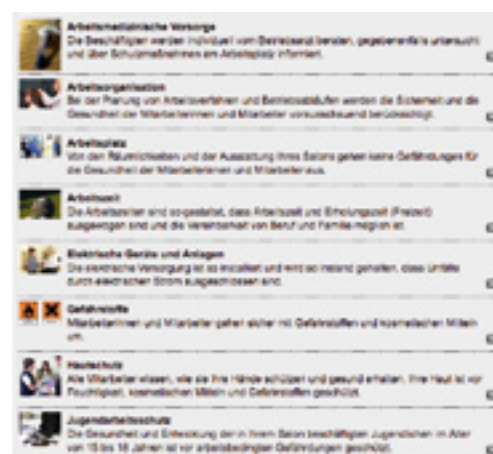 Arbeitsmedizinische Vorsorge
Die Beschäftigten werden individuell vom Betriebsarzt beraten, gegebenenfalls untersucht
und über Schutzmaßnahmen am Arbeitsplatz informiert.
Arbeitsorganisation
Bei der Planung von Arbeitsverfahren und Betriebsabläufen werden die Sicherheit und die
Gesundheit der Mitarbeiterinnen und Mitarbeiter vorausschauend berücksichtigt.
Arbeitsplatz
Von den Räumlichkeiten und der Ausstattung Ihres Salons gehen keine Gefährdungen für
die Gesundheit der Mitarbeiterinnen und Mitarbeiter aus.
Arbeitszeit
Die Arbeitszeiten sind so gestaltet, dass Arbeitszeit und Erholungszeit (Freizeit)
ausgewogen sind und die Vereinbarkeit von Beruf und Familie möglich ist.
Elektrische Geräte und Anlagen
Die elektrische Versorgung ist so installiert und wird so instand gehalten, dass Unfälle
durch elektrischen Strom ausgeschlossen sind.
Gefahrstoffe
Mitarbeiterinnen und Mitarbeiter gehen sicher mit Gefahrstoffen und kosmetischen Mitteln
um.
Hautschutz
Alle Mitarbeiter wissen, wie sie ihre Hände schützen und gesund erhalten. Ihre Haut ist vor
Feuchtigkeit, kosmetischen Mitteln und Gefahrstoffen geschützt.
Jugendarbeitsschutz
Die Gesundheit und Entwicklung der in Ihrem Salon beschäftigten Jugendlichen im Alter
von 15 bis 18 Jahren ist vor arbeitsbedingten Gefährdungen geschützt.